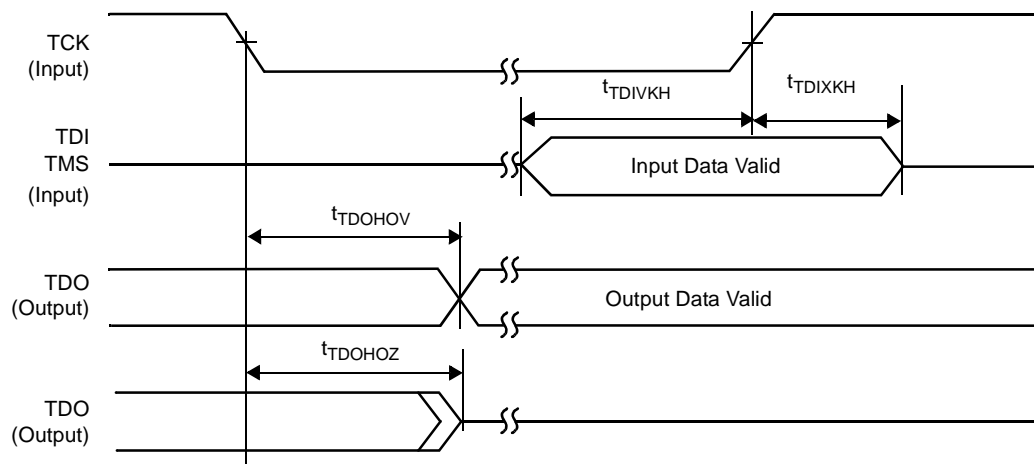 TCK
(Input)
tTDIVKH
tTDIXKH
TDI
TMS
(Input)
Input Data Valid
tTDOHOV
TDO
(Output)
Output Data Valid
tTDOHOZ
TDO
(Output)